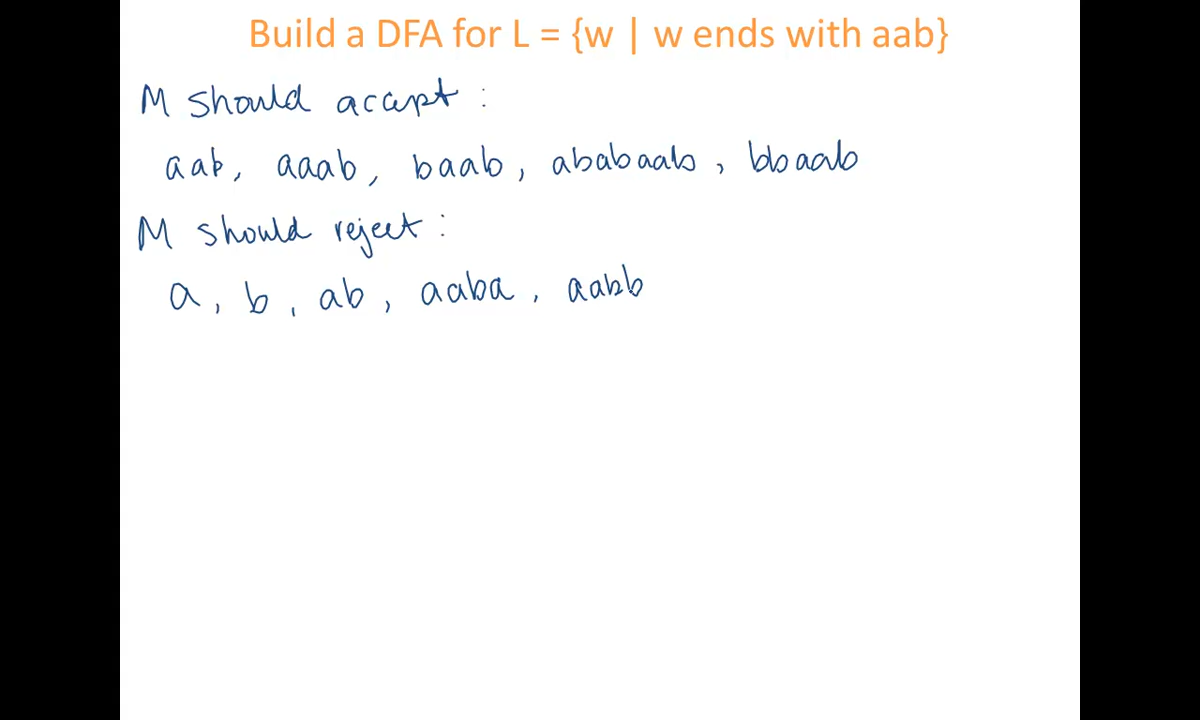 Build a DFA for L = {w | w ends with aab}
M should accept :
aab, aaab, baab, ababaab, bbaab
M should reject :
a, b, ab, aaba, aabb